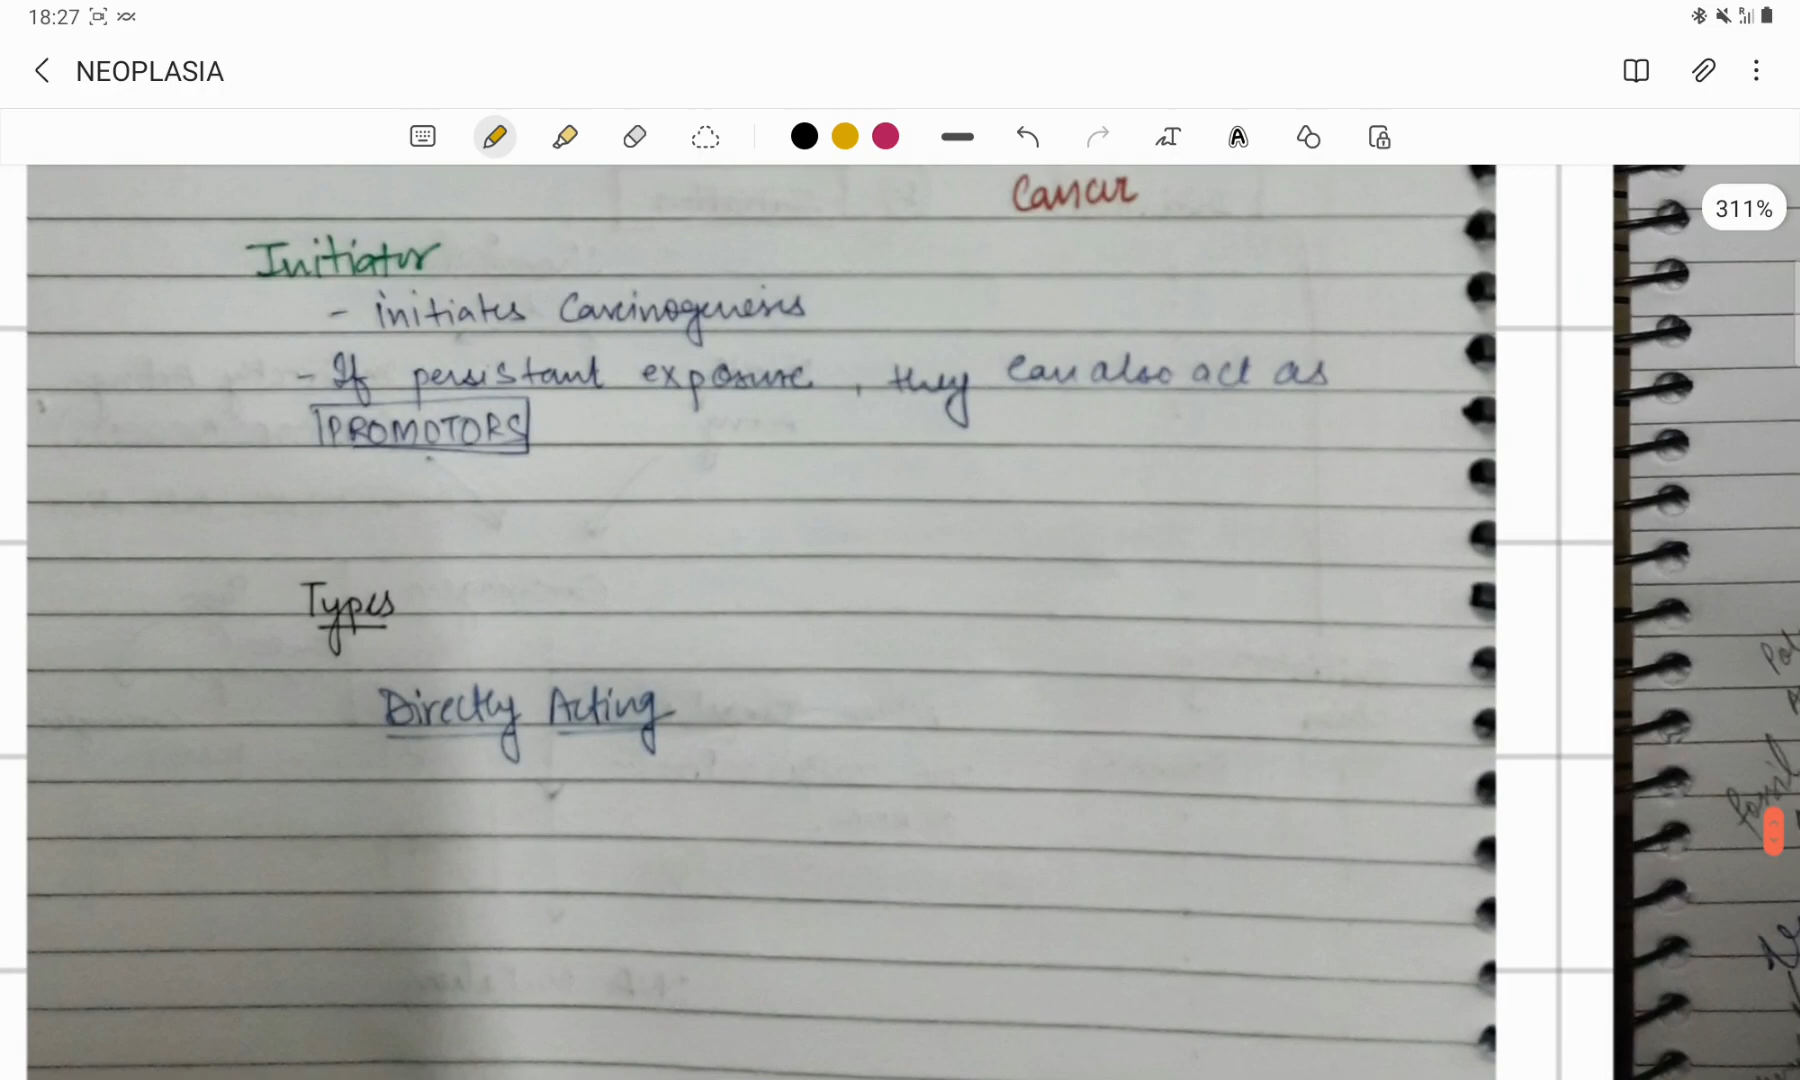 18:27
NEOPLASIA
311%
Cancer
Initiator
- initiates Carcinogenesis
- If persistant exposure, they can also act as
PROMOTORS
Types
Directly Acting